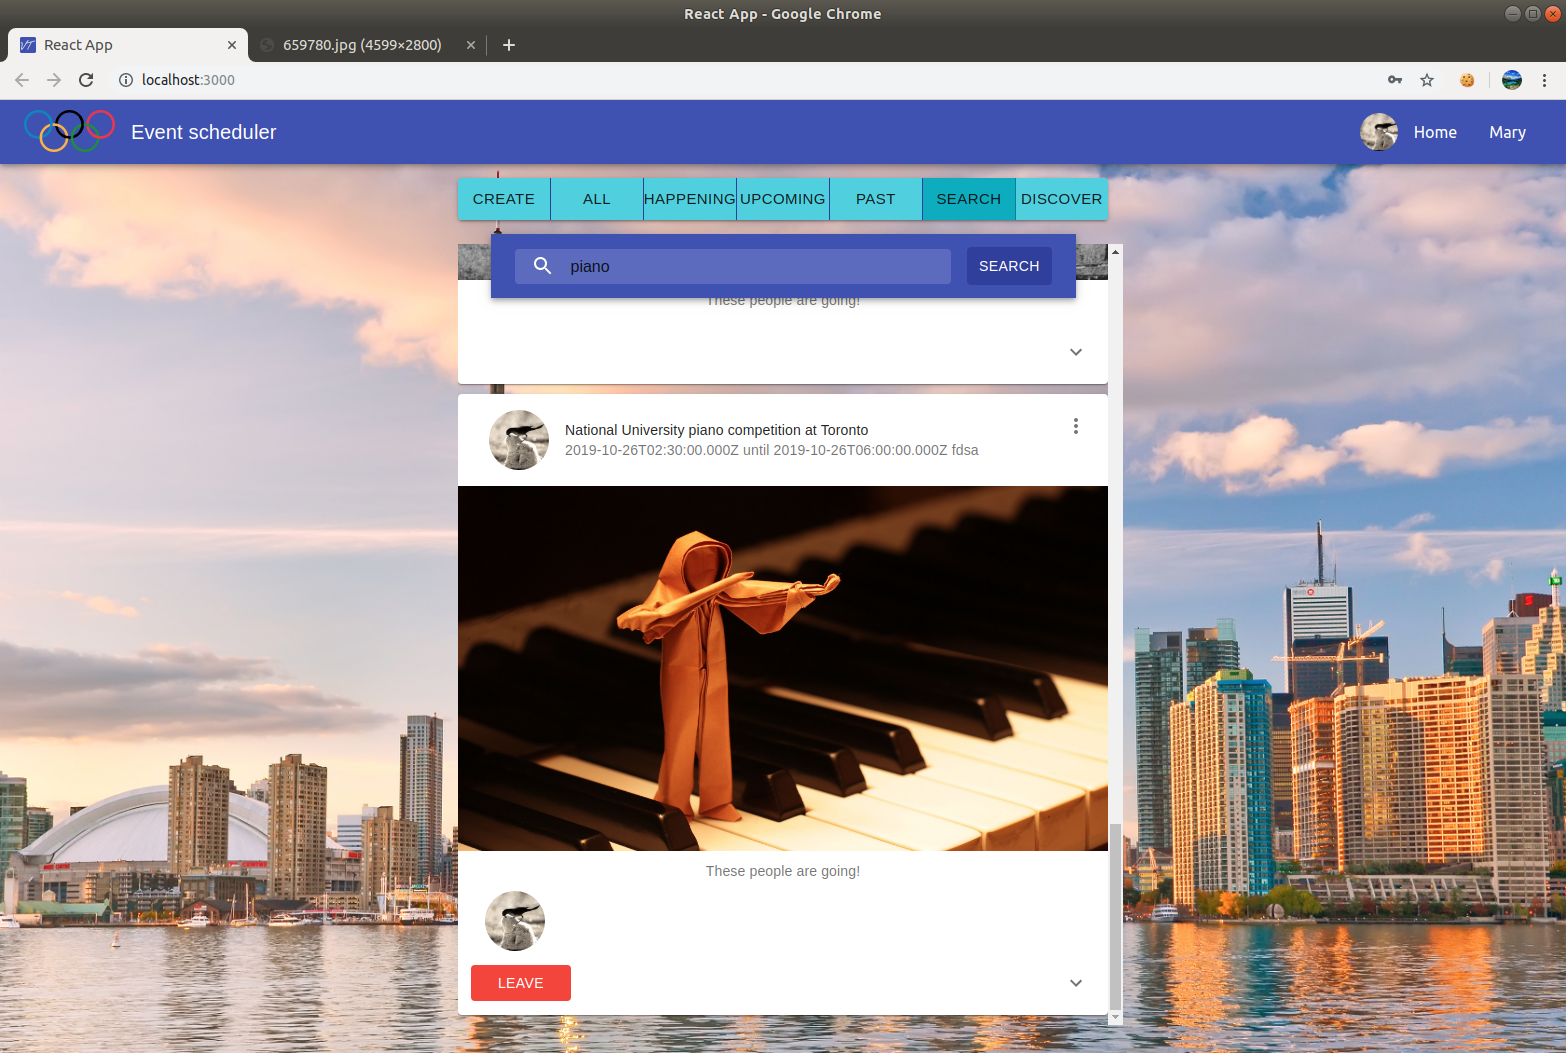 React App - Google Chrome
React App
659780.jpg (4599×2800)
localhost:3000
Event scheduler
Home
Mary
CREATE
ALL
HAPPENING
UPCOMING
PAST
SEARCH
DISCOVER
piano
SEARCH
These people are going!
National University piano competition at Toronto
2019-10-26T02:30:00.000Z until 2019-10-26T06:00:00.000Z fdsa
These people are going!
LEAVE